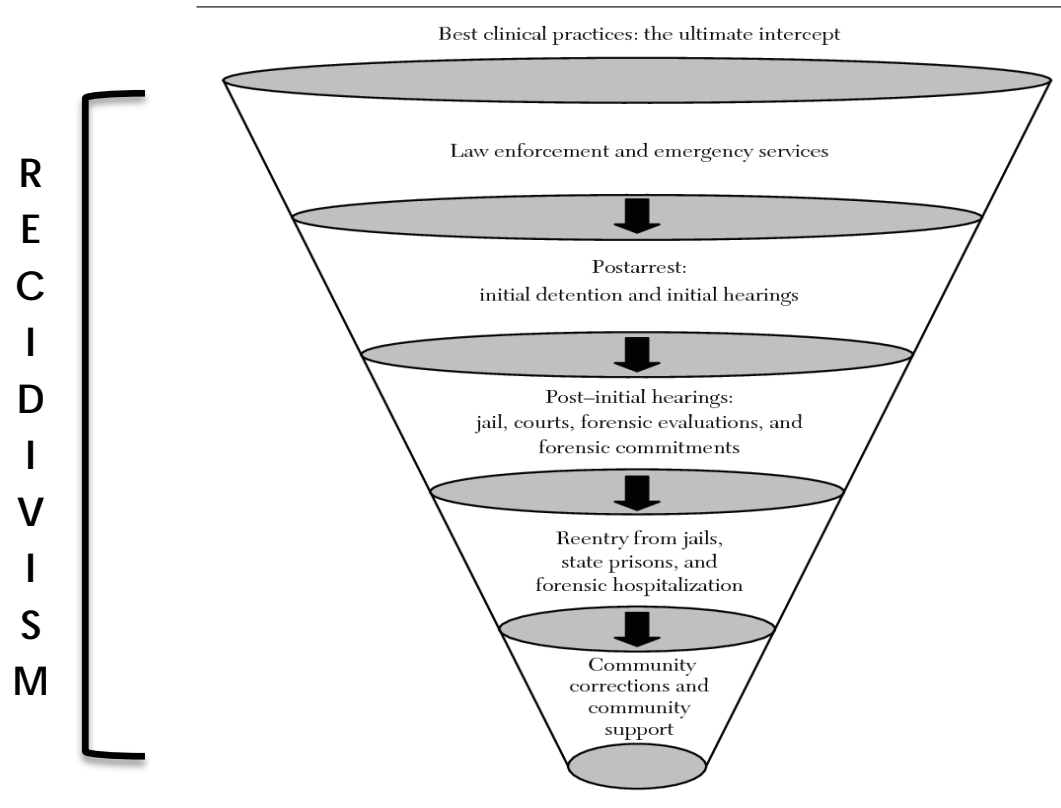 Best clinical practices: the ultimate intercept
Law enforcement and emergency services
Postarrest:
initial detention and initial hearings
Post–initial hearings:
jail, courts, forensic evaluations, and
forensic commitments
Reentry from jails,
state prisons, and
forensic hospitalization
Community
corrections and
community
support
R
E
C
I
D
I
V
I
S
M